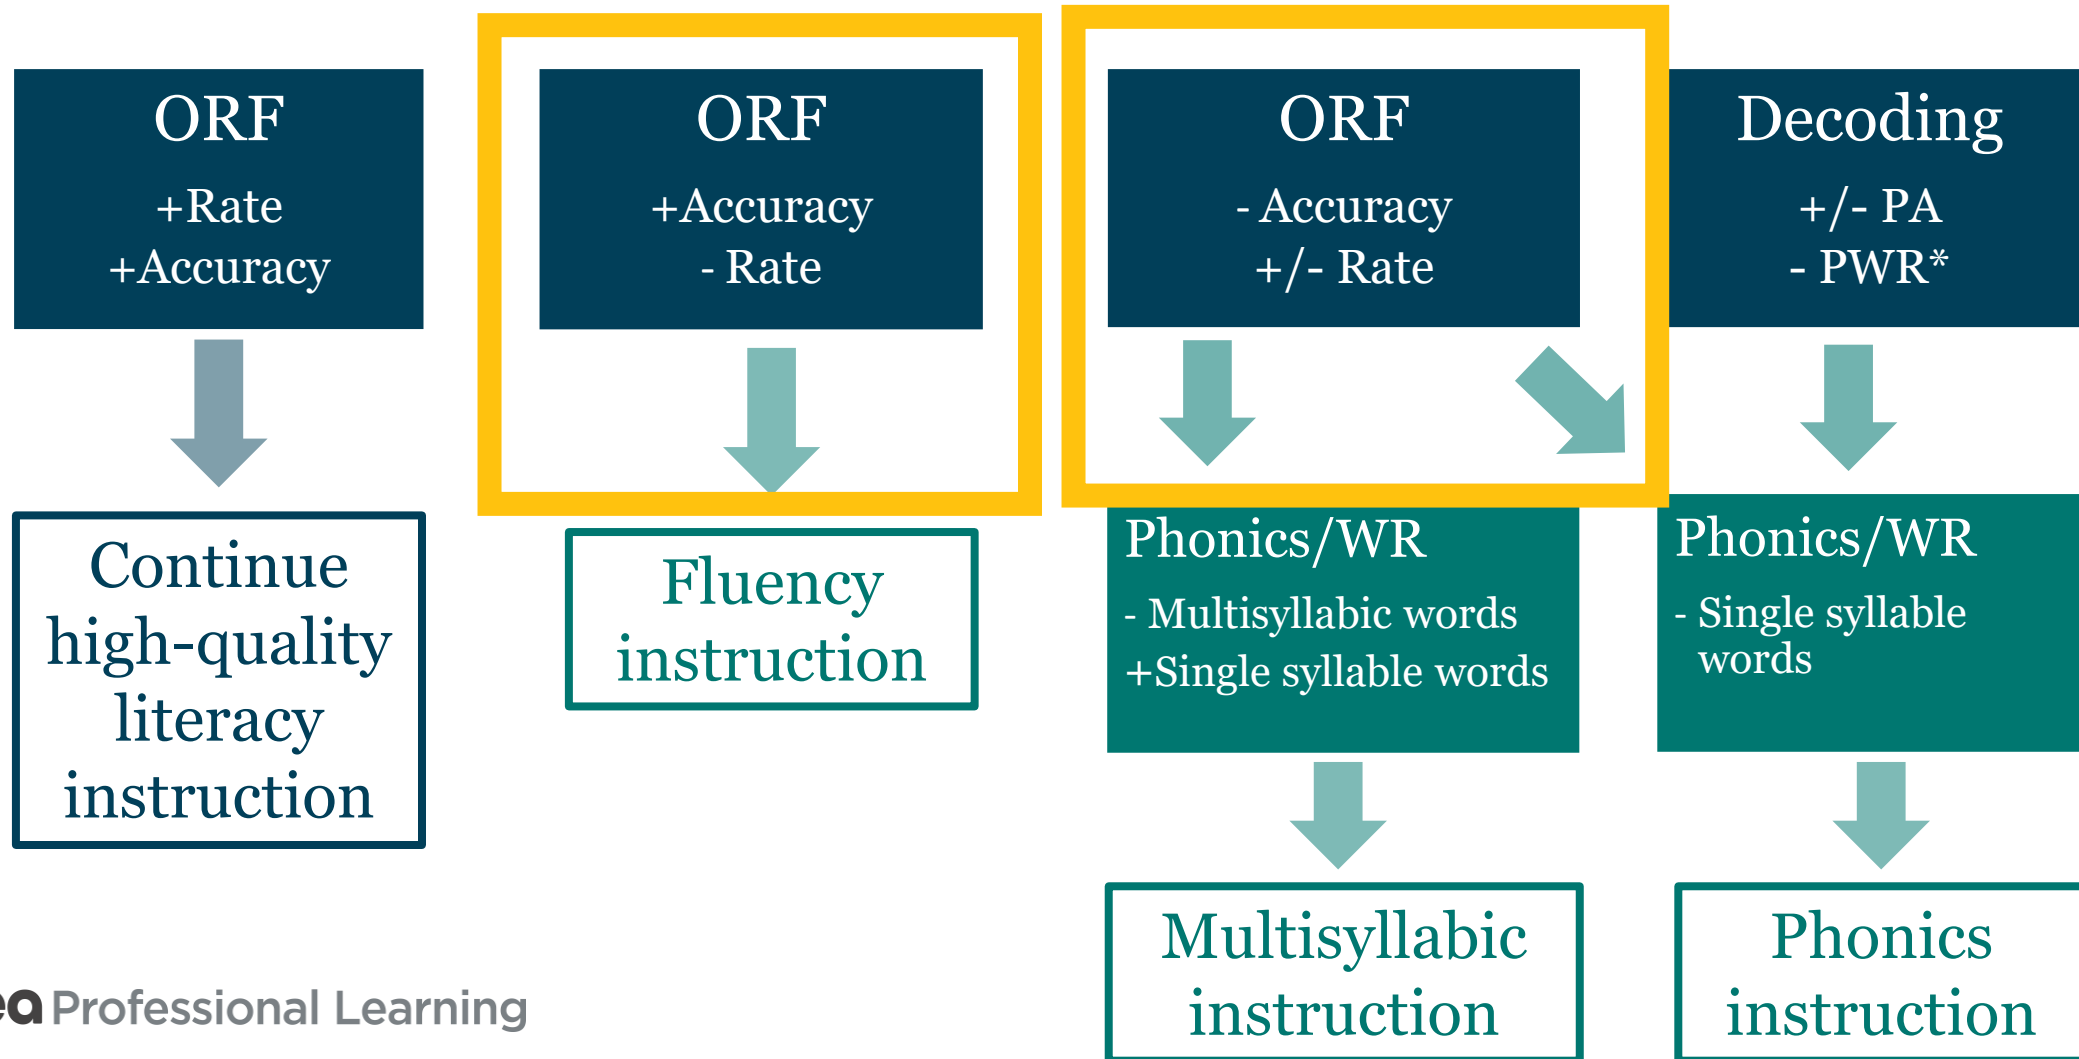 ORF
+Rate
+Accuracy
ORF
+Accuracy
- Rate
ORF
- Accuracy
+/- Rate
Decoding
+/- PA
- PWR*
Continue
high-quality
literacy
instruction
Fluency
instruction
Phonics/WR
- Multisyllabic words
+Single syllable words
Phonics/WR
- Single syllable
words
Multisyllabic
instruction
Phonics
instruction
Professional Learning